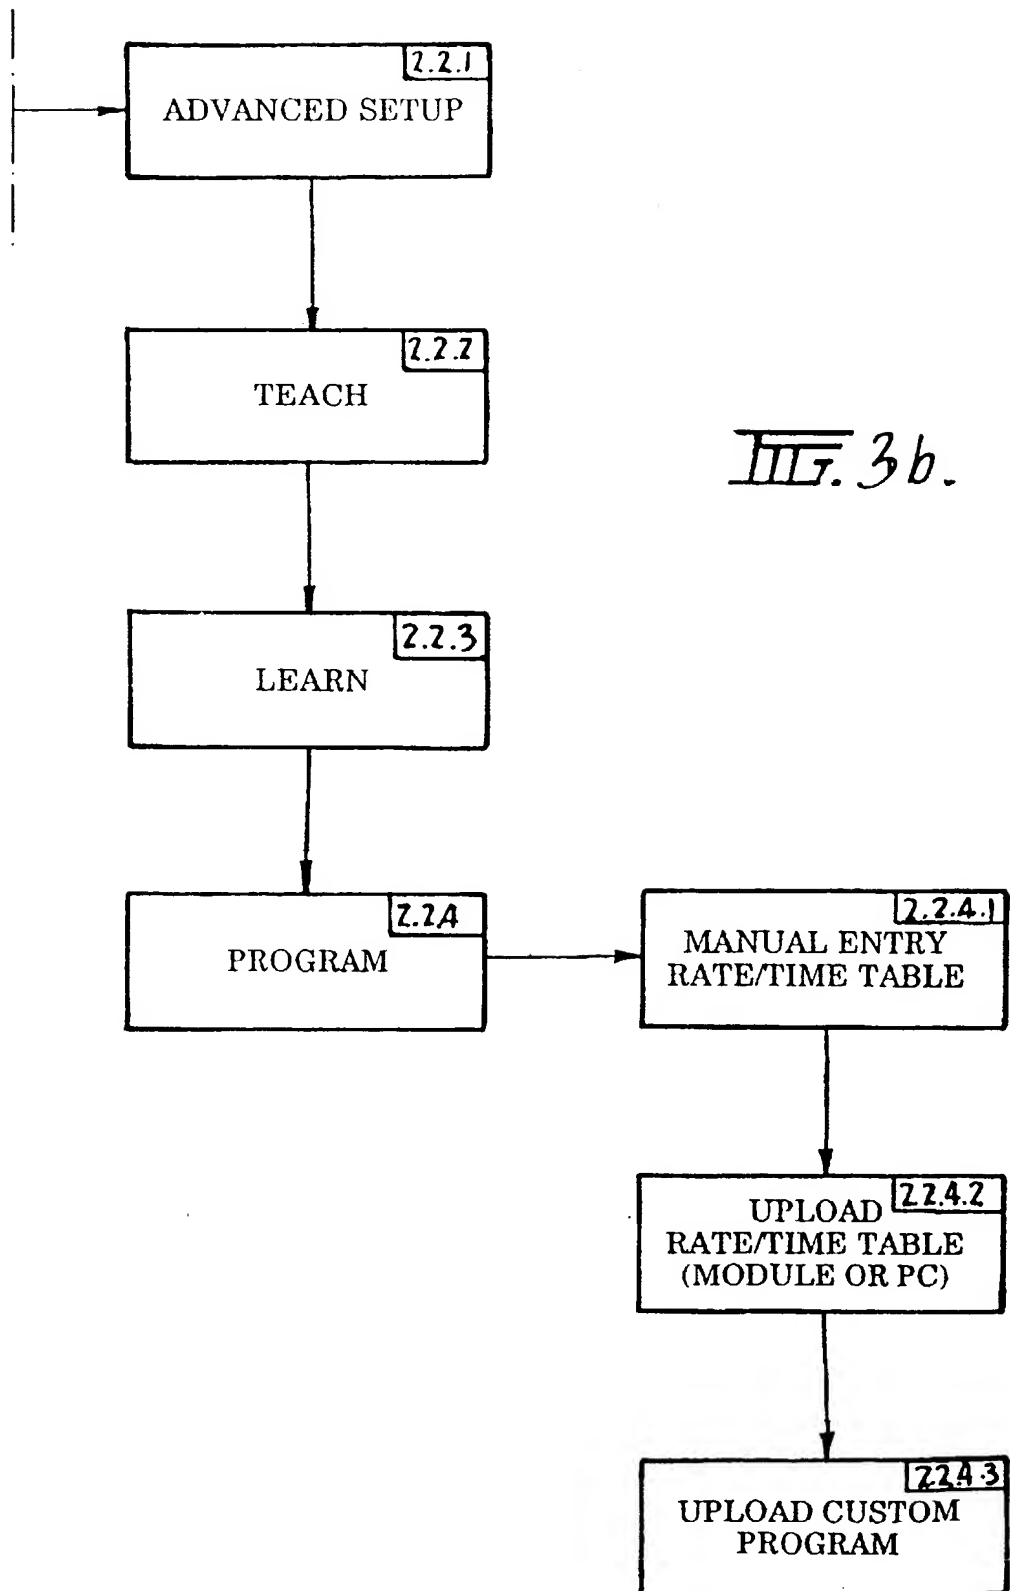 2.2.1
ADVANCED SETUP
2.2.2
TEACH
FIG. 3b.
2.2.3
LEARN
2.2.4
PROGRAM
2.2.4.1
MANUAL ENTRY
RATE/TIME TABLE
2.2.4.2
UPLOAD
RATE/TIME TABLE
(MODULE OR PC)
2.2.4.3
UPLOAD CUSTOM
PROGRAM